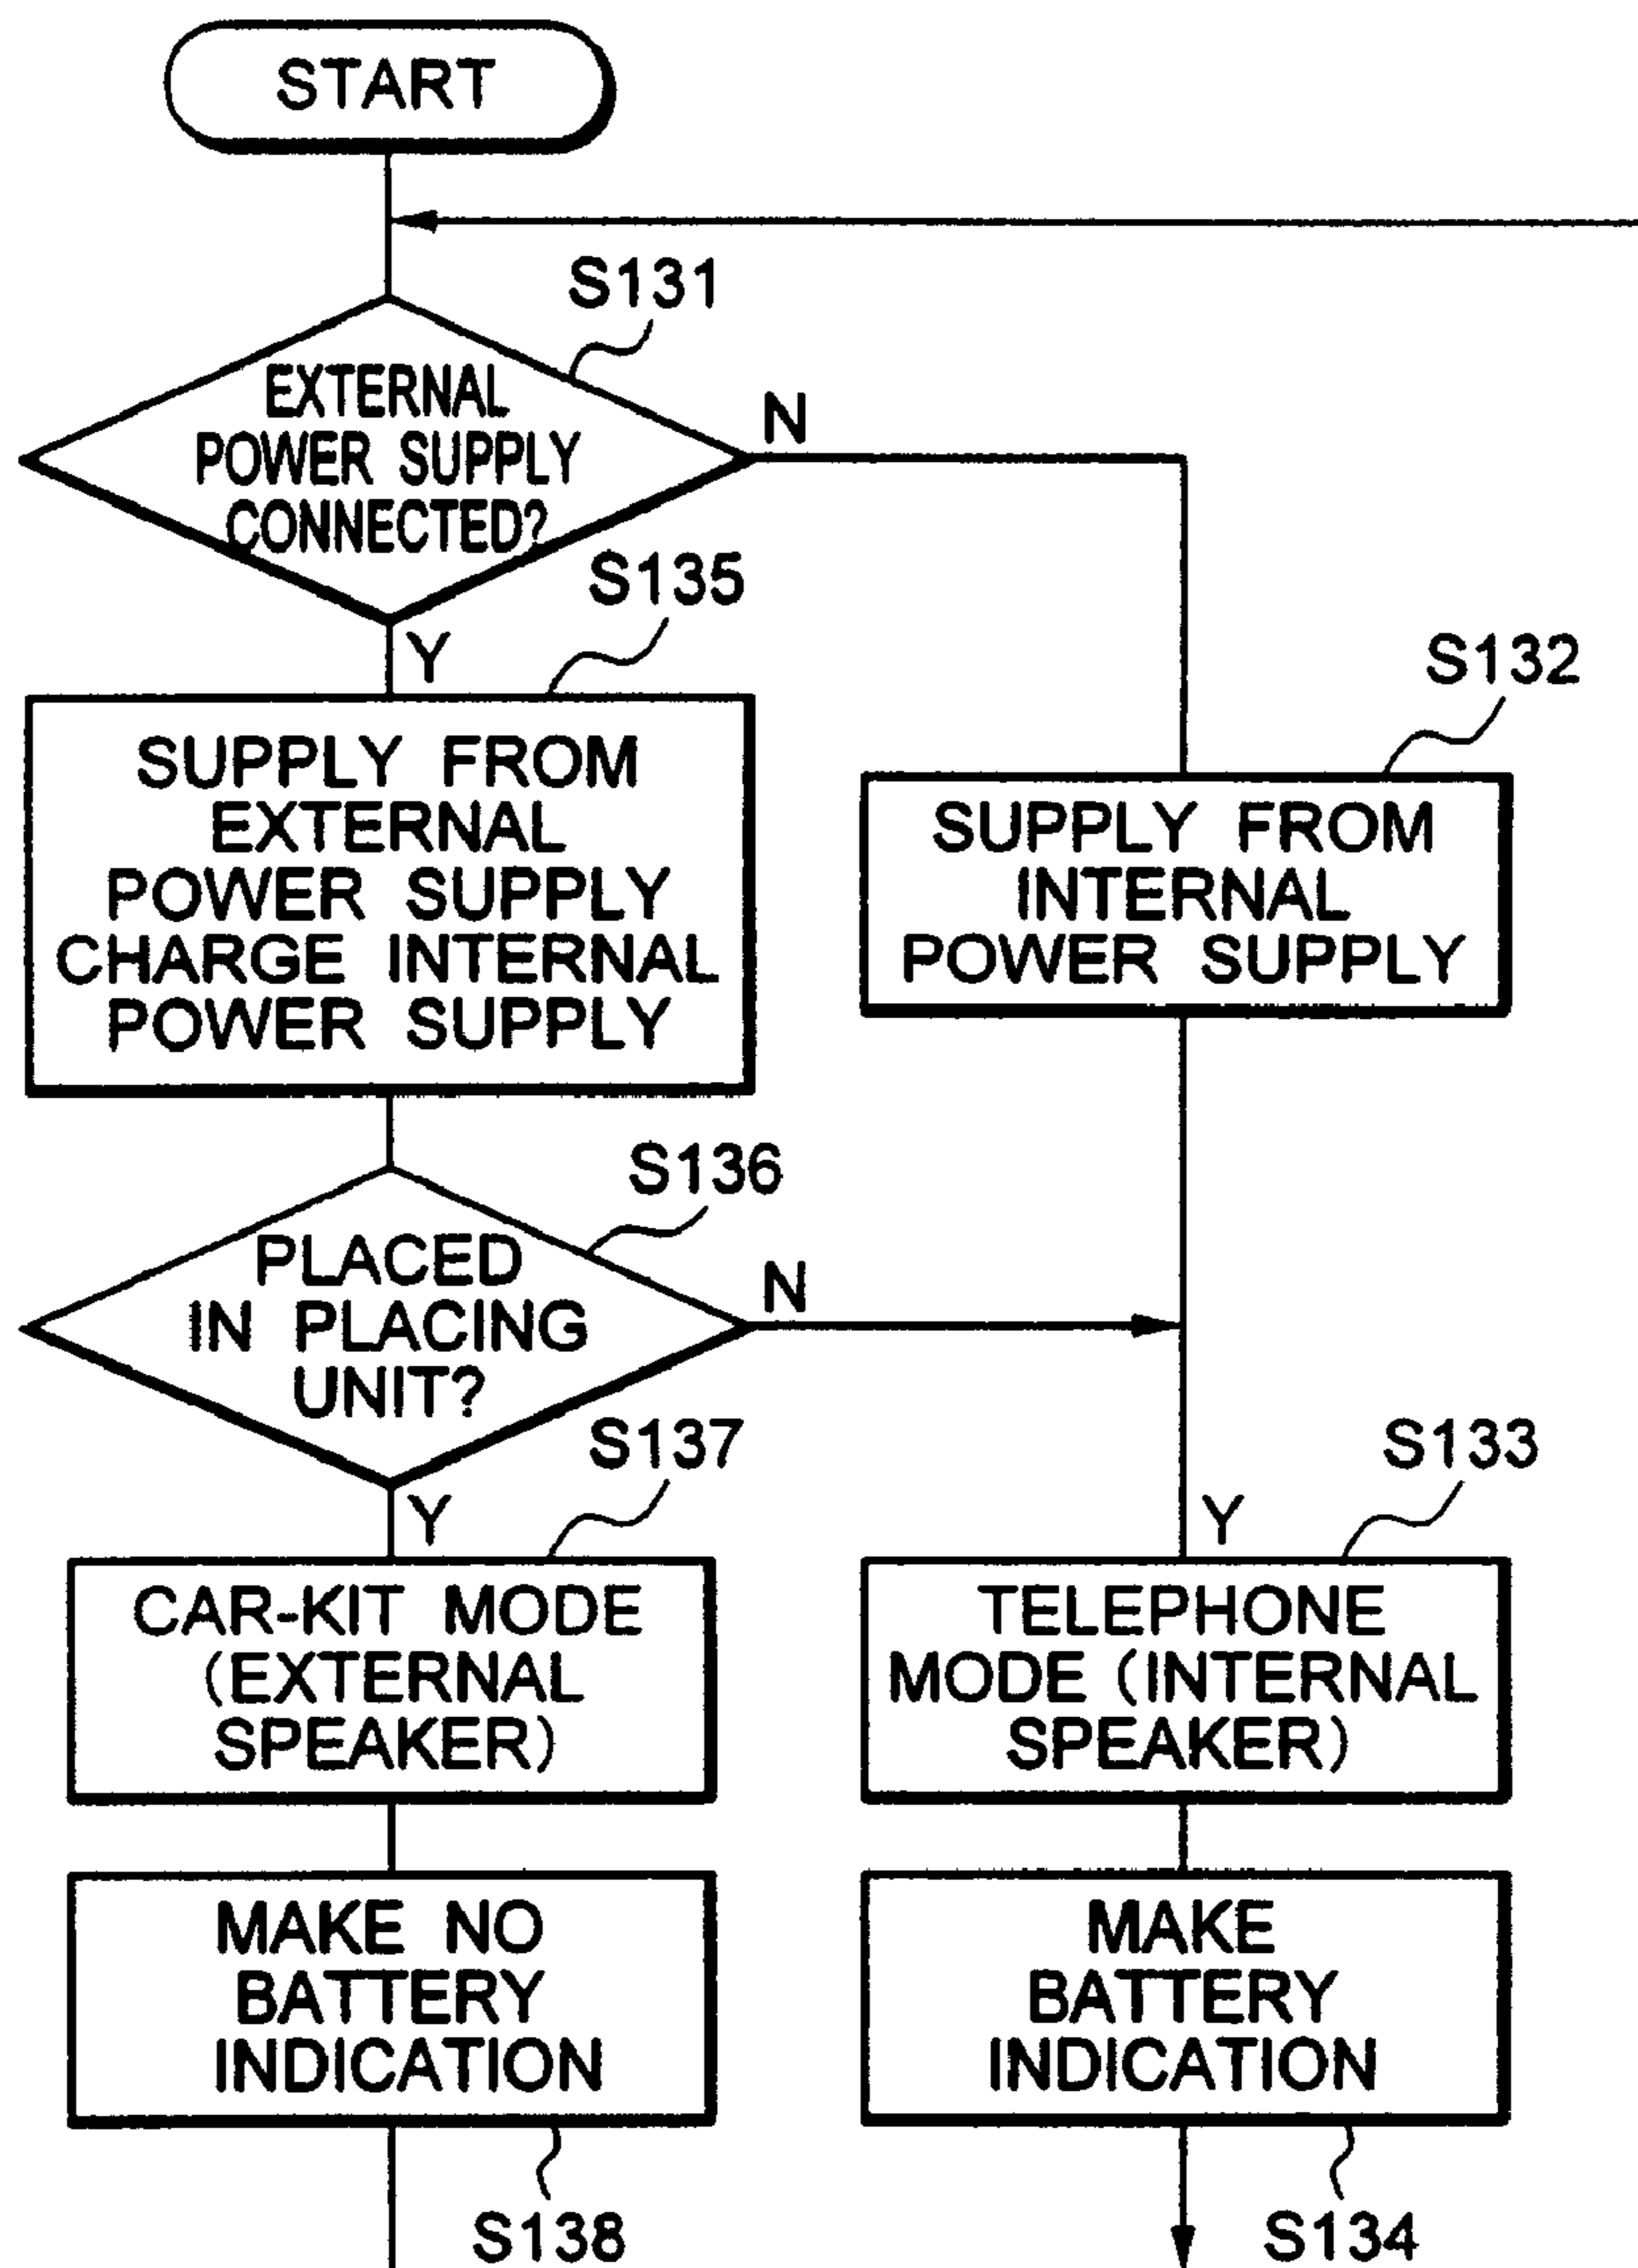 START
S131
EXTERNAL
POWER SUPPLY
CONNECTED?
N
Y
S135
SUPPLY FROM
EXTERNAL
POWER SUPPLY
CHARGE INTERNAL
POWER SUPPLY
S132
SUPPLY FROM
INTERNAL
POWER SUPPLY
S136
PLACED
IN PLACING
UNIT?
N
Y
S137
CAR-KIT MODE
(EXTERNAL
SPEAKER)
Y
S133
TELEPHONE
MODE (INTERNAL
SPEAKER)
MAKE NO
BATTERY
INDICATION
S138
MAKE
BATTERY
INDICATION
S134